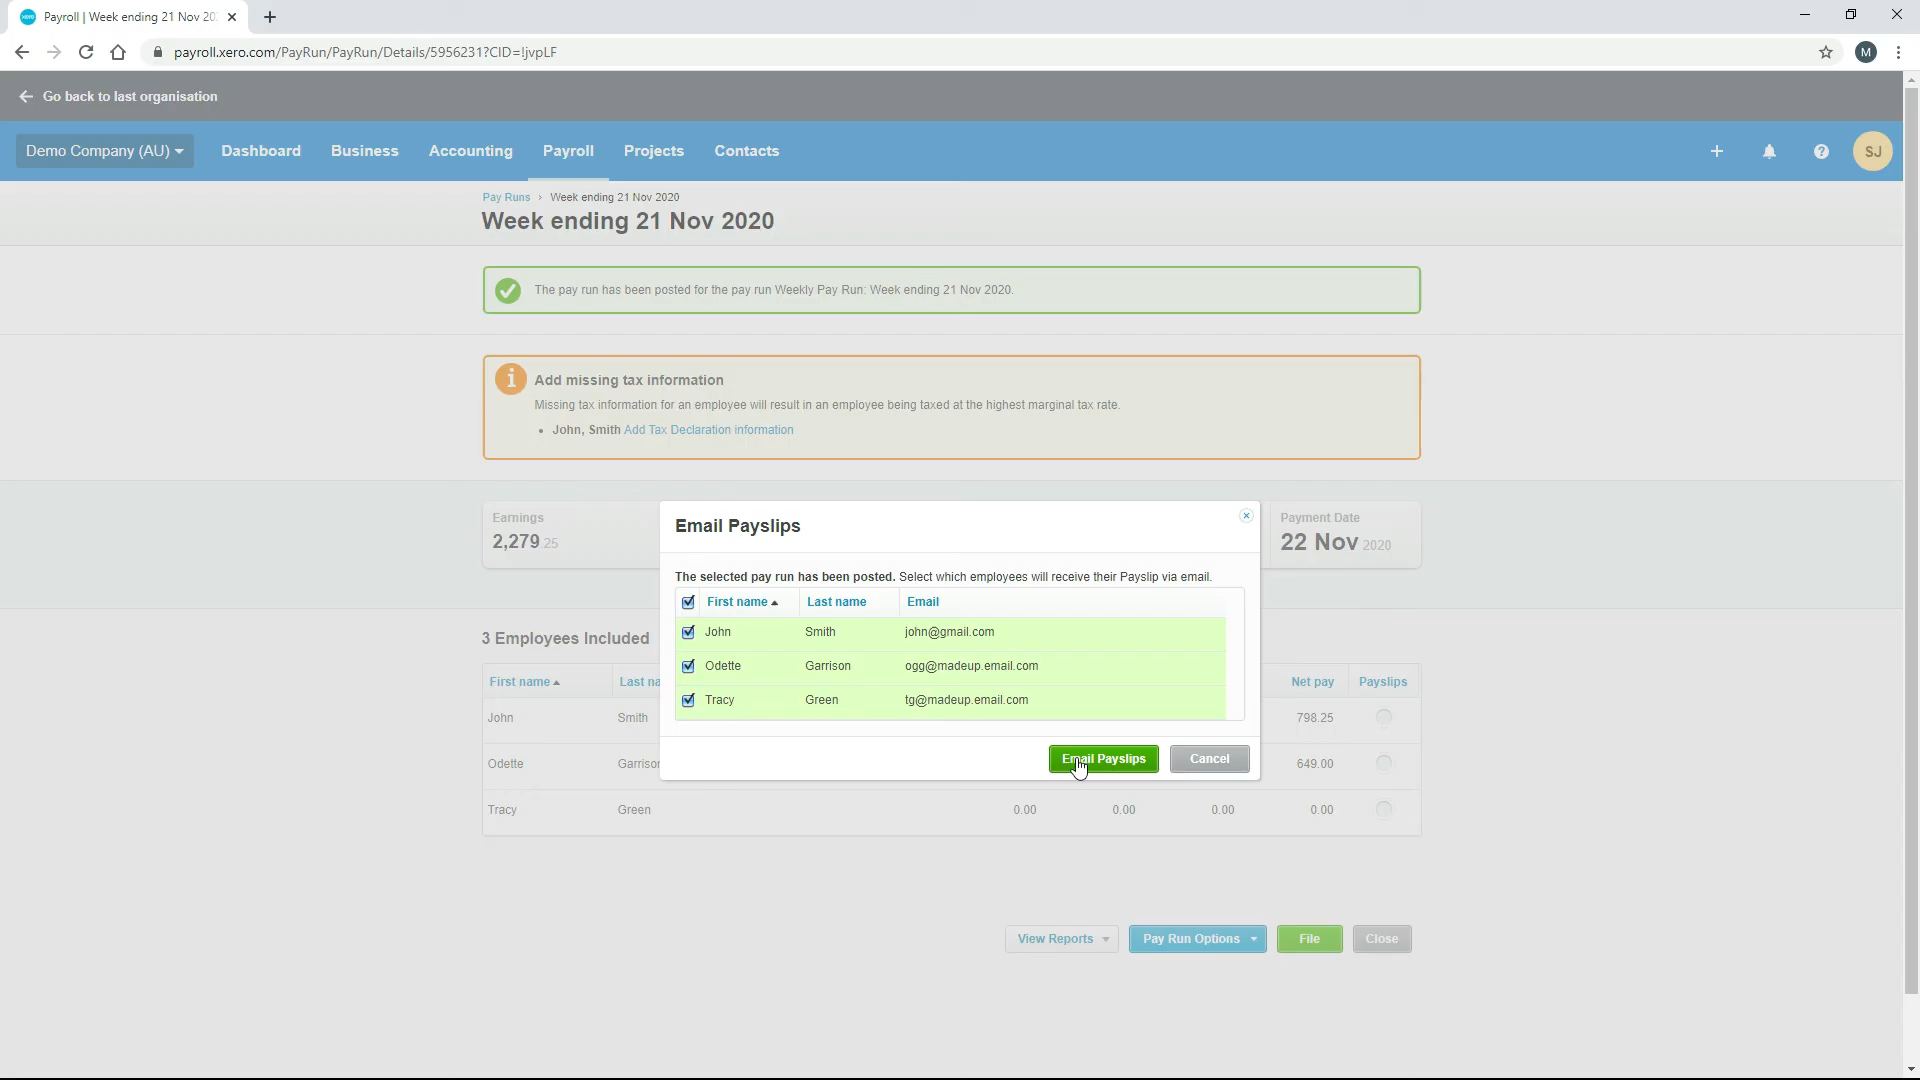 Payroll | Week ending 21 Nov 20
payroll.xero.com/PayRun/PayRun/Details/5956231?CID=!jvpLF
M
Go back to last organisation
Demo Company (AU)
Dashboard
Business
Accounting
Payroll
Projects
Contacts
SJ
Pay Runs › Week ending 21 Nov 2020
Week ending 21 Nov 2020
The pay run has been posted for the pay run Weekly Pay Run: Week ending 21 Nov 2020.
Add missing tax information
Missing tax information for an employee will result in an employee being taxed at the highest marginal tax rate.
• John, Smith Add Tax Declaration information
Earnings
2,279.25
Payment Date
22 Nov 2020
Email Payslips
The selected pay run has been posted. Select which employees will receive their Payslip via email.
First name Last name Email
John Smith john@gmail.com
Odette Garrison ogg@madeup.email.com
Tracy Green tg@madeup.email.com
Email Payslips Cancel
3 Employees Included
First name Last na Net pay Payslips
John Smith 798.25
Odette Garrisor 649.00
Tracy Green 0.00 0.00 0.00 0.00
View Reports Pay Run Options File Close